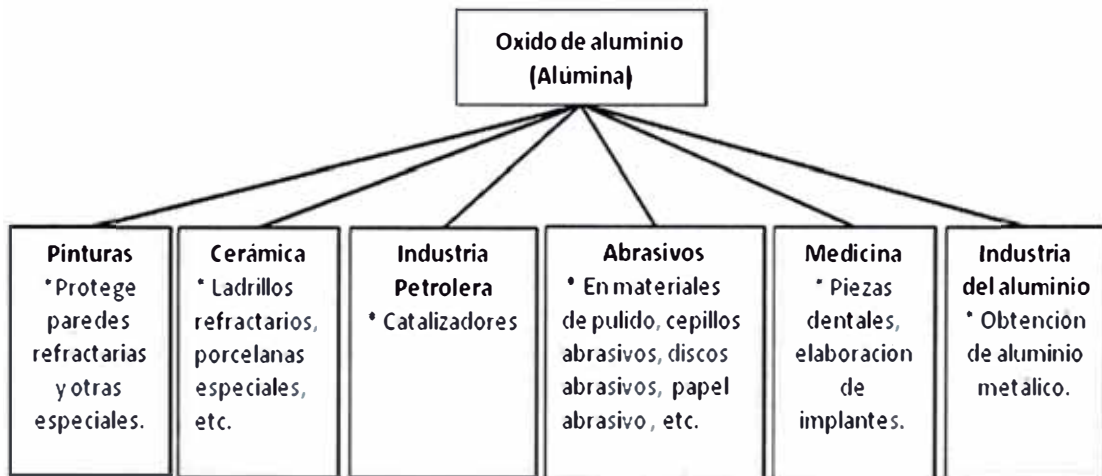 Oxido de aluminio
(Alúmina)
Pinturas
* Protege
paredes
refractarias
y otras
especiales.
Cerámica
* Ladrillos
refractarios,
porcelanas
especiales,
etc.
Industria
Petrolera
* Catalizadores
Abrasivos
* En materiales
de pulido, cepillos
abrasivos, discos
abrasivos, papel
abrasivo, etc.
Medicina
* Piezas
dentales,
elaboracion
de
implantes.
Industria
del aluminio
* Obtención
de aluminio
metálico.